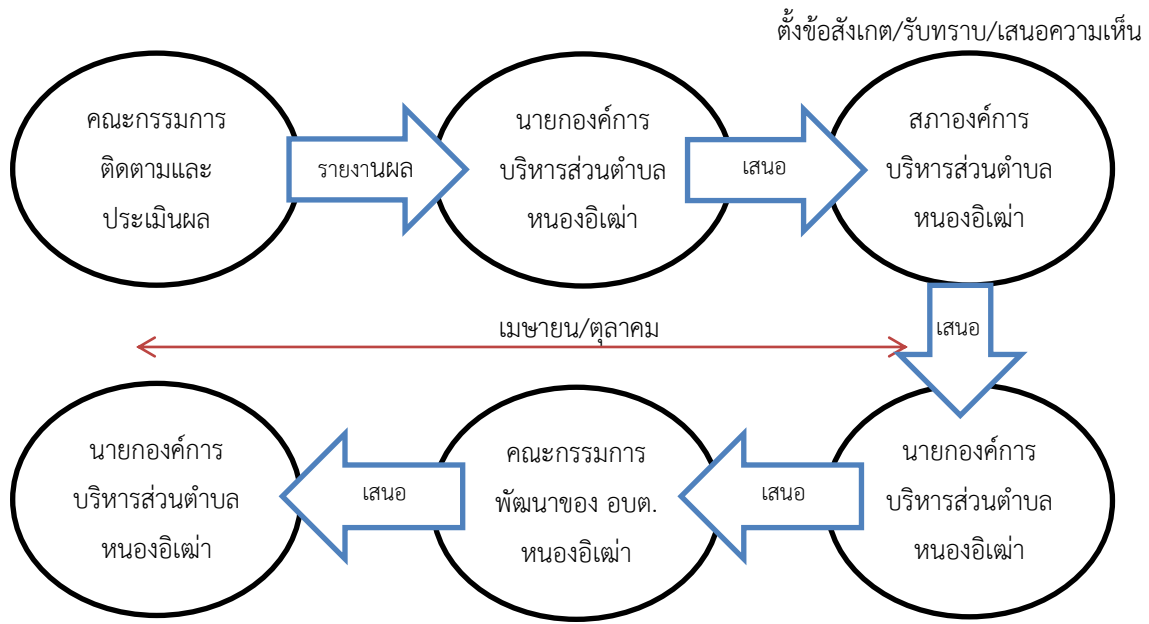 ตั้งข้อสังเกต/รับทราบ/เสนอความเห็น
คณะกรรมการ
ติดตามและ
ประเมินผล
รายงานผล
นายกองค์การ
บริหารส่วนตำบล
หนองอิเฒ่า
เสนอ
สภาองค์การ
บริหารส่วนตำบล
หนองอิเฒ่า
เสนอ
เมษายน/ตุลาคม
นายกองค์การ
บริหารส่วนตำบล
หนองอิเฒ่า
เสนอ
คณะกรรมการ
พัฒนาของ อบต.
หนองอิเฒ่า
เสนอ
นายกองค์การ
บริหารส่วนตำบล
หนองอิเฒ่า